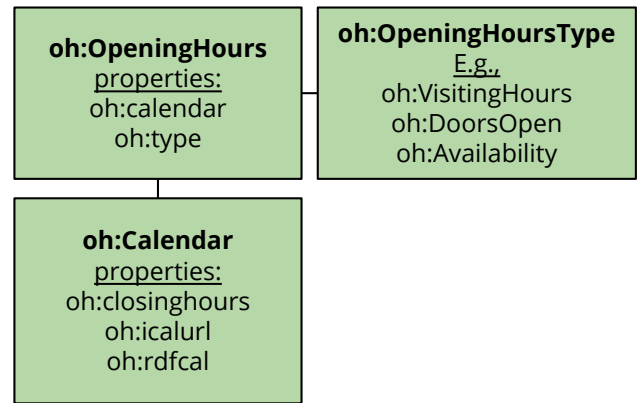 oh:OpeningHours
properties:
oh:calendar
oh:type
oh:OpeningHoursType
E.g.,
oh:VisitingHours
oh:DoorsOpen
oh:Availability
oh:Calendar
properties:
oh:closinghours
oh:icalurl
oh:rdfcal